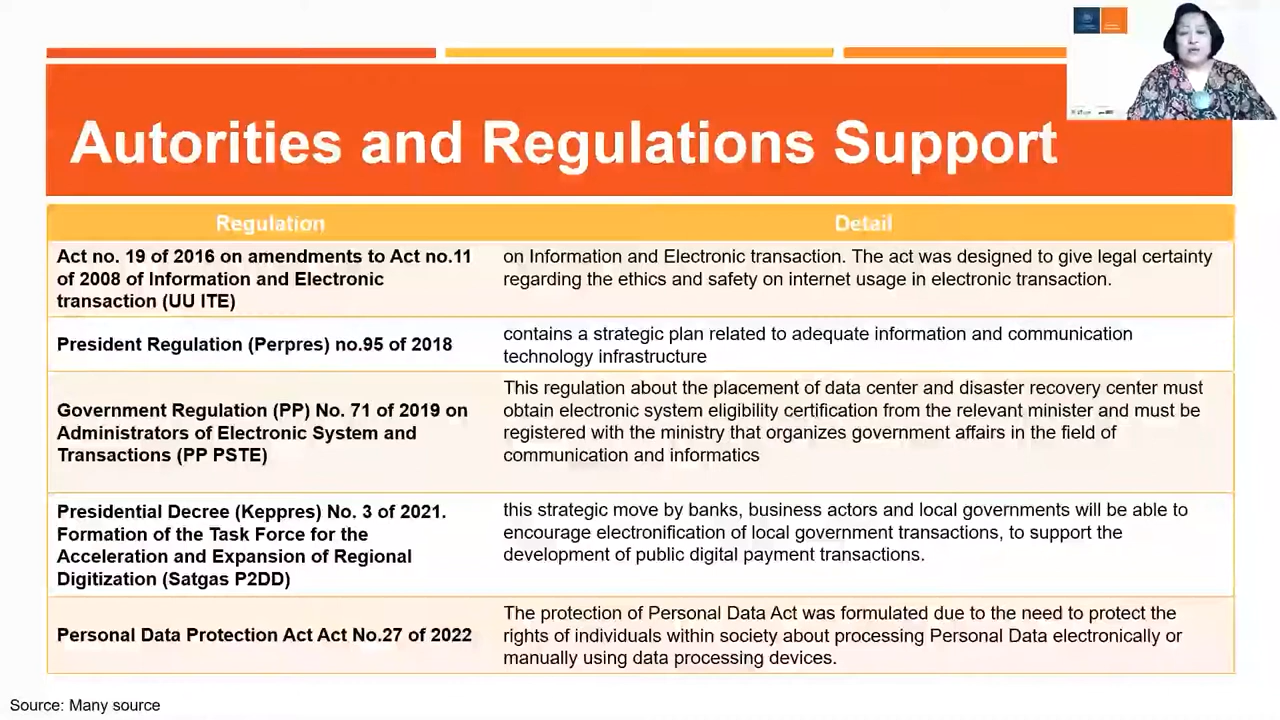 Autorities and Regulations Support
Regulation
Detail
Act no. 19 of 2016 on amendments to Act no.11
of 2008 of Information and Electronic
transaction (UU ITE)
on Information and Electronic transaction. The act was designed to give legal certainty
regarding the ethics and safety on internet usage in electronic transaction.
President Regulation (Perpres) no.95 of 2018
contains a strategic plan related to adequate information and communication
technology infrastructure
Government Regulation (PP) No. 71 of 2019 on
Administrators of Electronic System and
Transactions (PP PSTE)
This regulation about the placement of data center and disaster recovery center must
obtain electronic system eligibility certification from the relevant minister and must be
registered with the ministry that organizes government affairs in the field of
communication and informatics
Presidential Decree (Keppres) No. 3 of 2021.
Formation of the Task Force for the
Acceleration and Expansion of Regional
Digitization (Satgas P2DD)
this strategic move by banks, business actors and local governments will be able to
encourage electronification of local government transactions, to support the
development of public digital payment transactions.
Personal Data Protection Act Act No.27 of 2022
The protection of Personal Data Act was formulated due to the need to protect the
rights of individuals within society about processing Personal Data electronically or
manually using data processing devices.
Source: Many source